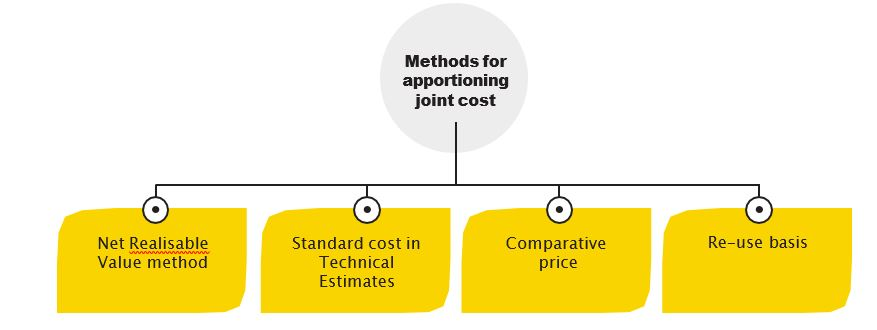 Methods for
apportioning
joint cost
Net Realisable
Value method
Standard cost in
Technical
Estimates
Comparative
price
Re-use basis